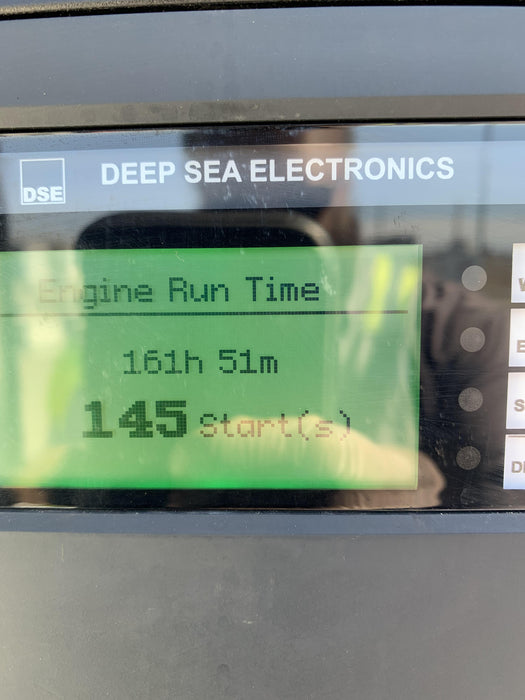 DSE
DEEP SEA ELECTRONICS
Engine Run Time
161h 51m
145 Start(s)